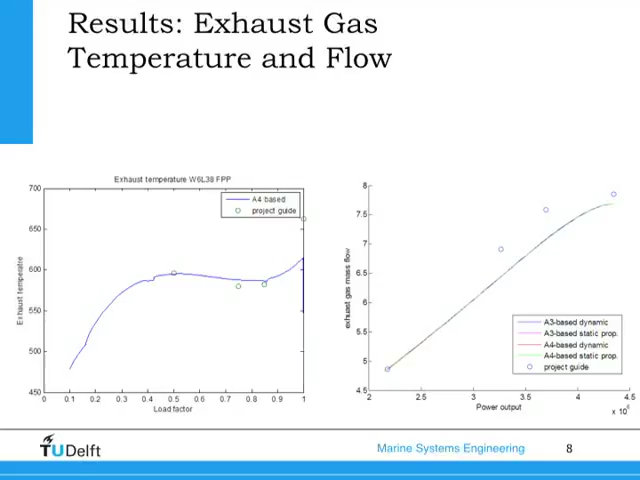 Results: Exhaust Gas
Temperature and Flow
Exhaust temperature W6L38 FPP
700
650
600
550
500
450
Exhaust temperatre
A4 based
project guide
0 0.1 0.2 0.3 0.4 0.5 0.6 0.7 0.8 0.9 1
Load factor
8
7.5
7
6.5
6
5.5
5
4.5
exhuast gas mass flow
A3-based dynamic
A3-based static prop.
A4-based dynamic
A4-based static prop.
project guide
2 2.5 3 3.5 4 4.5
Power output
x 10⁶
TUDelft
Marine Systems Engineering
8